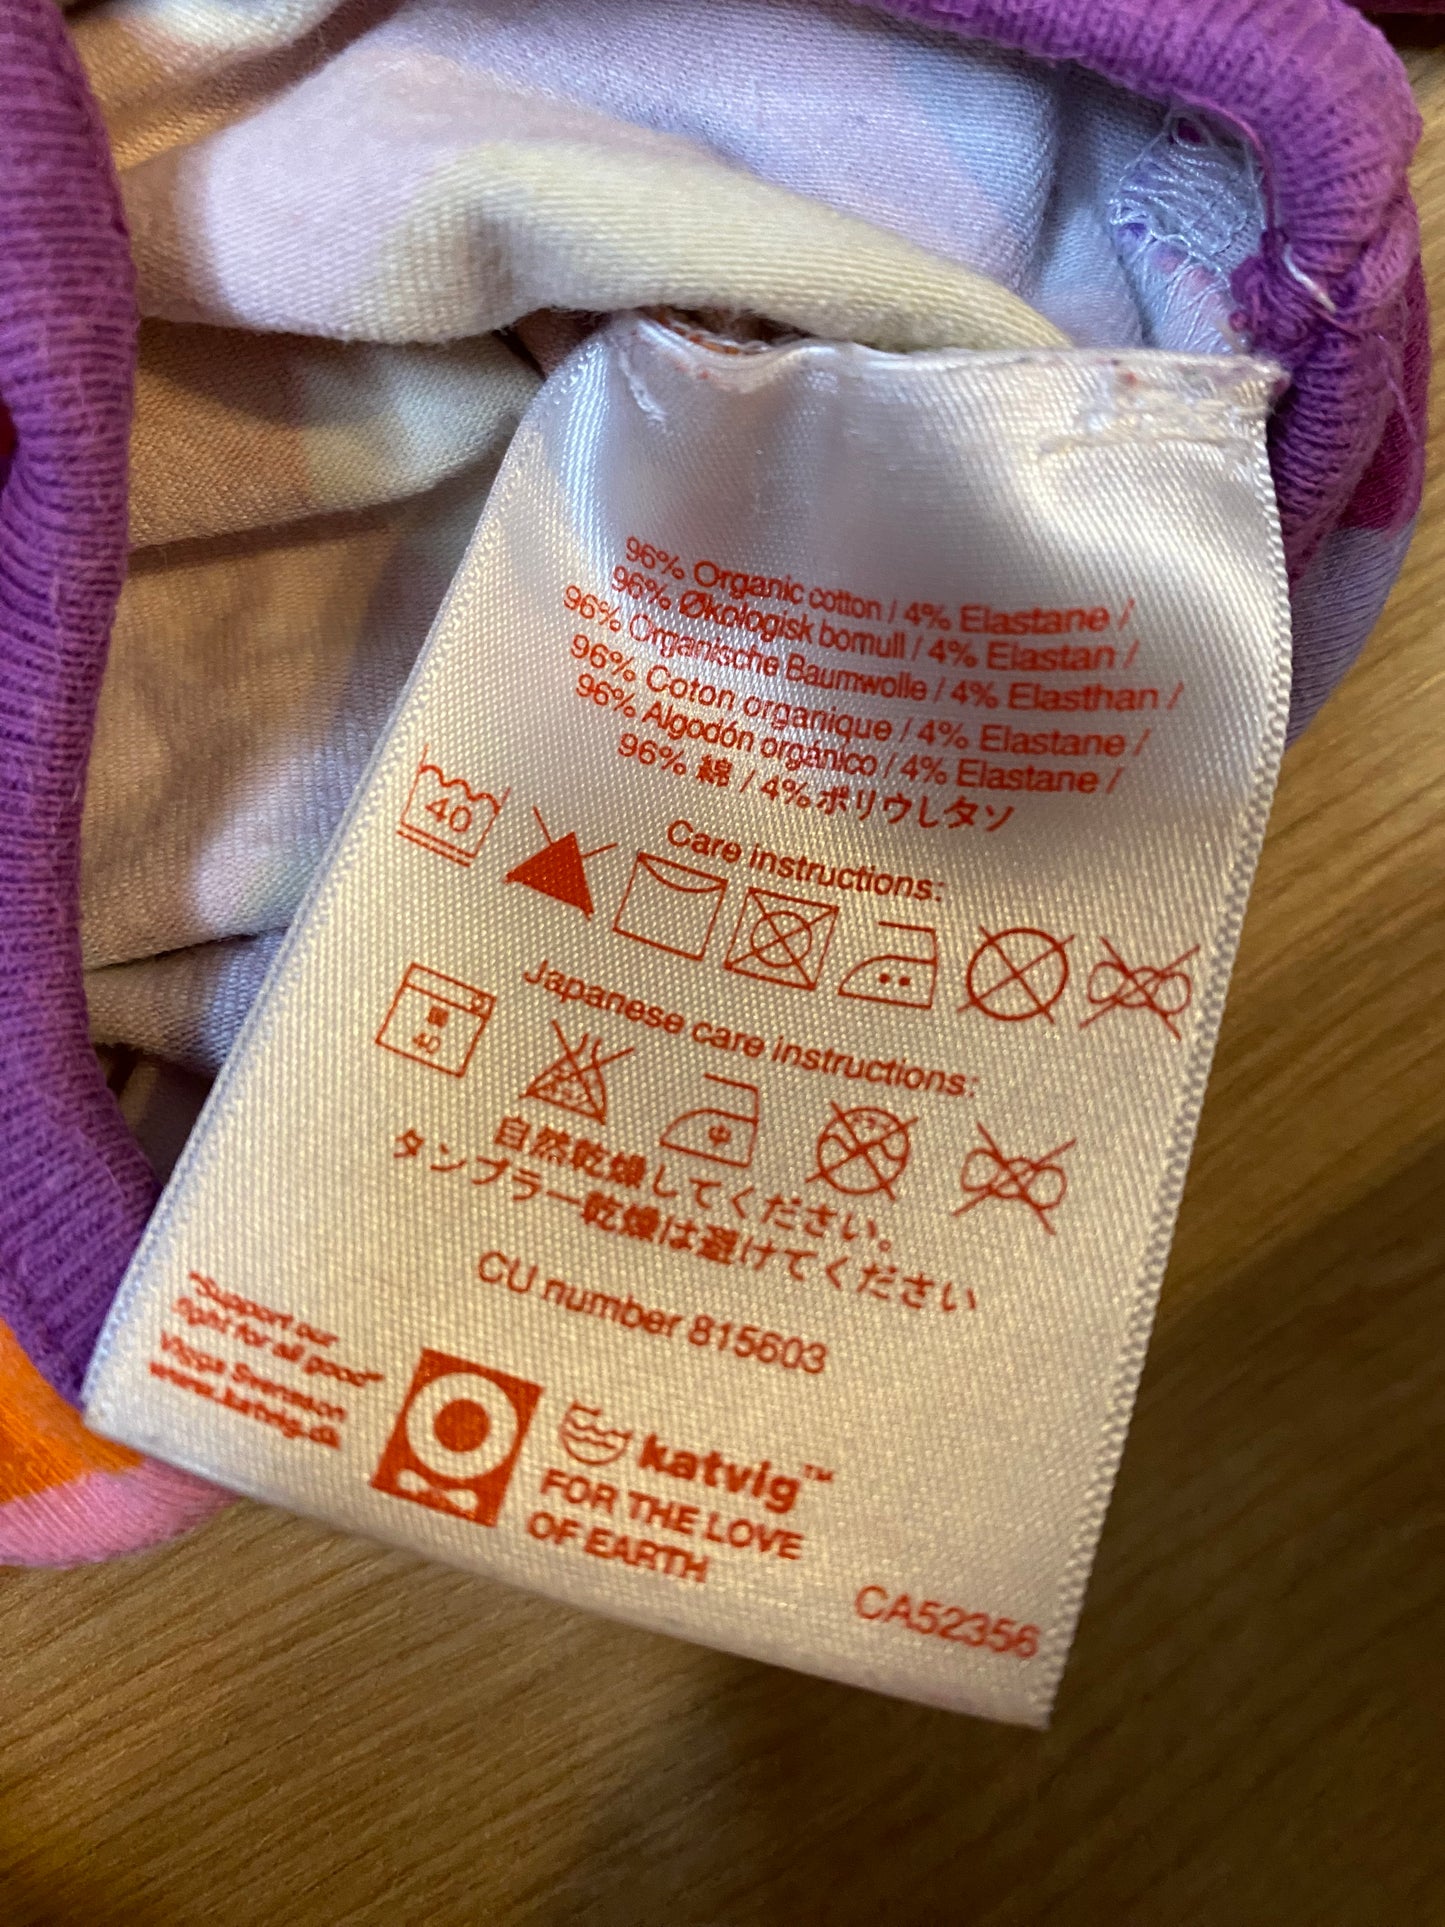 96% Organic cotton / 4% Elastane /
96% Økologisk bomull / 4% Elastan /
96% Organische Baumwolle / 4% Elasthan /
96% Coton organique / 4% Elastane /
96% Algodón orgánico / 4% Elastane /
96% 綿 / 4%ポリウレタン
Care instructions:
40
Japanese care instructions:
40
中
自然乾燥してください。
タンブラー乾燥は避けてください
CU number 815603
"Support our
fight for all good"
Vigga Svensson
www.katvig.dk
katvig™
FOR THE LOVE
OF EARTH
CA52356